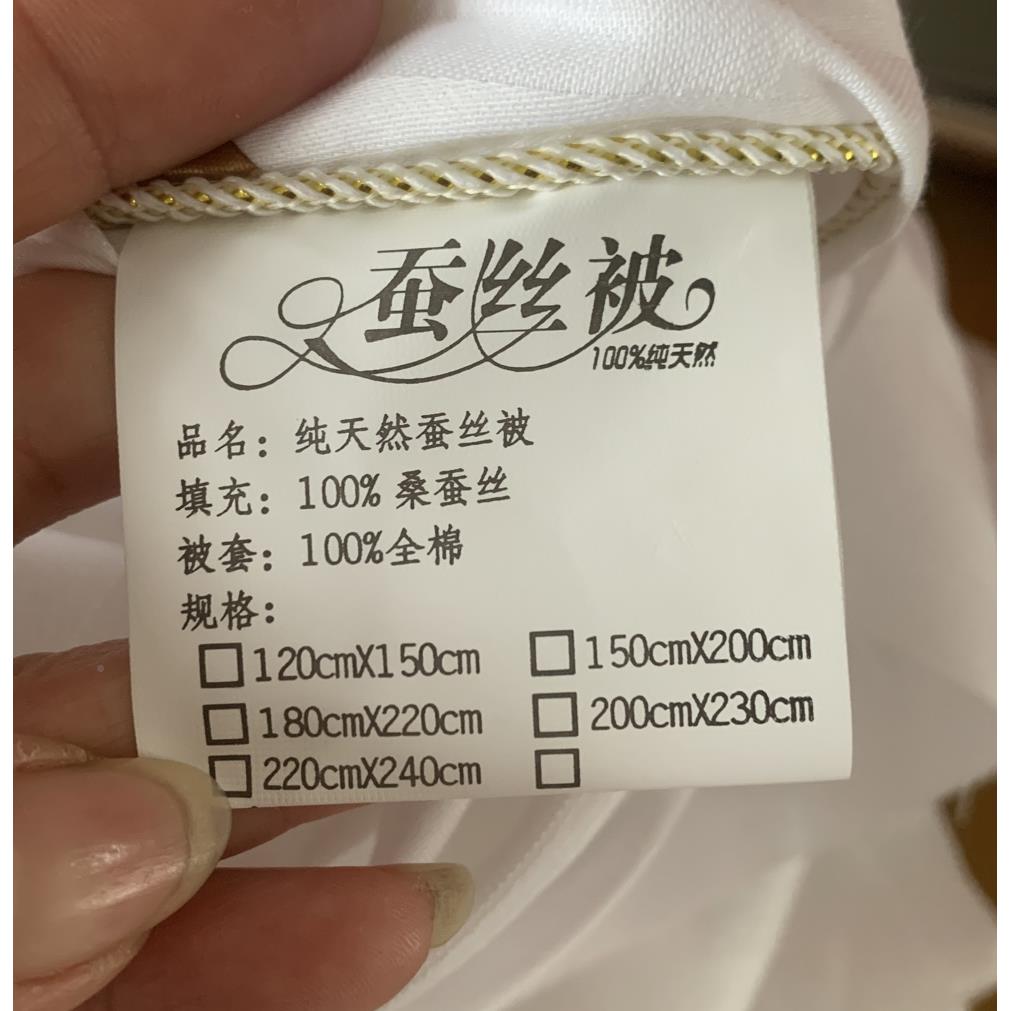 蚕丝被
100%纯天然
品名：纯天然蚕丝被
填充：100%桑蚕丝
被套：100%全棉
规格：
□120cmX150cm □150cmX200cm
□180cmX220cm □200cmX230cm
□220cmX240cm □